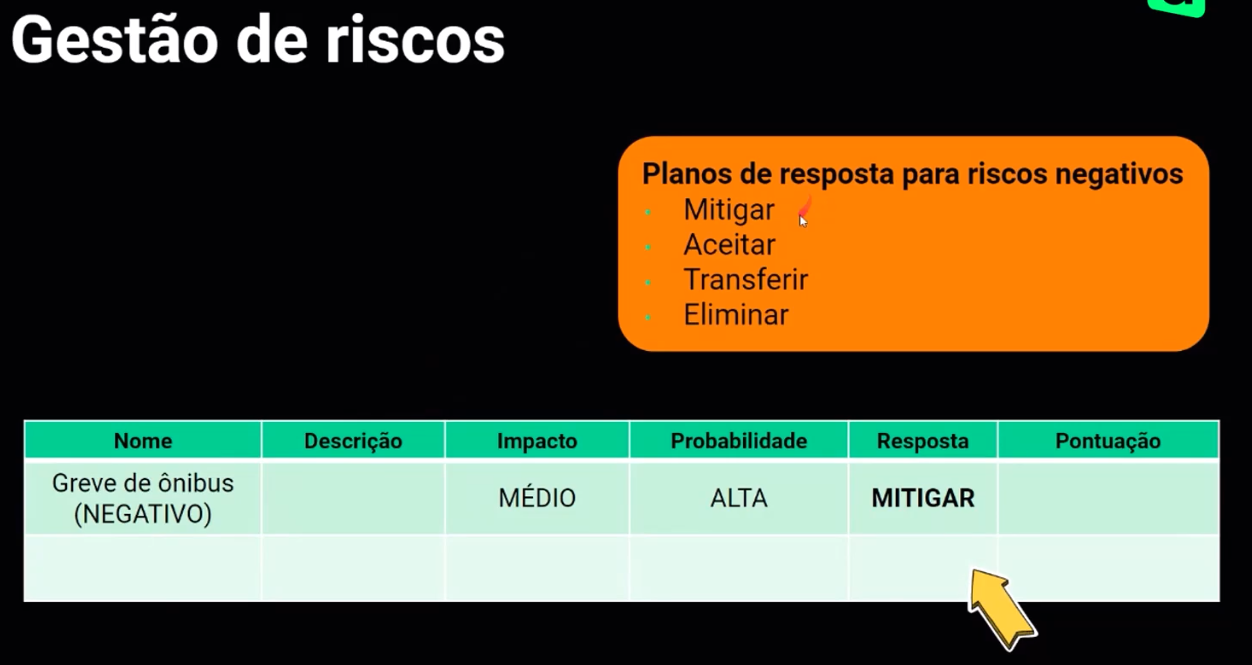 Gestão de riscos
Planos de resposta para riscos negativos
Mitigar
Aceitar
Transferir
Eliminar
Nome Descrição Impacto Probabilidade Resposta Pontuação
Greve de ônibus
(NEGATIVO) MÉDIO ALTA MITIGAR